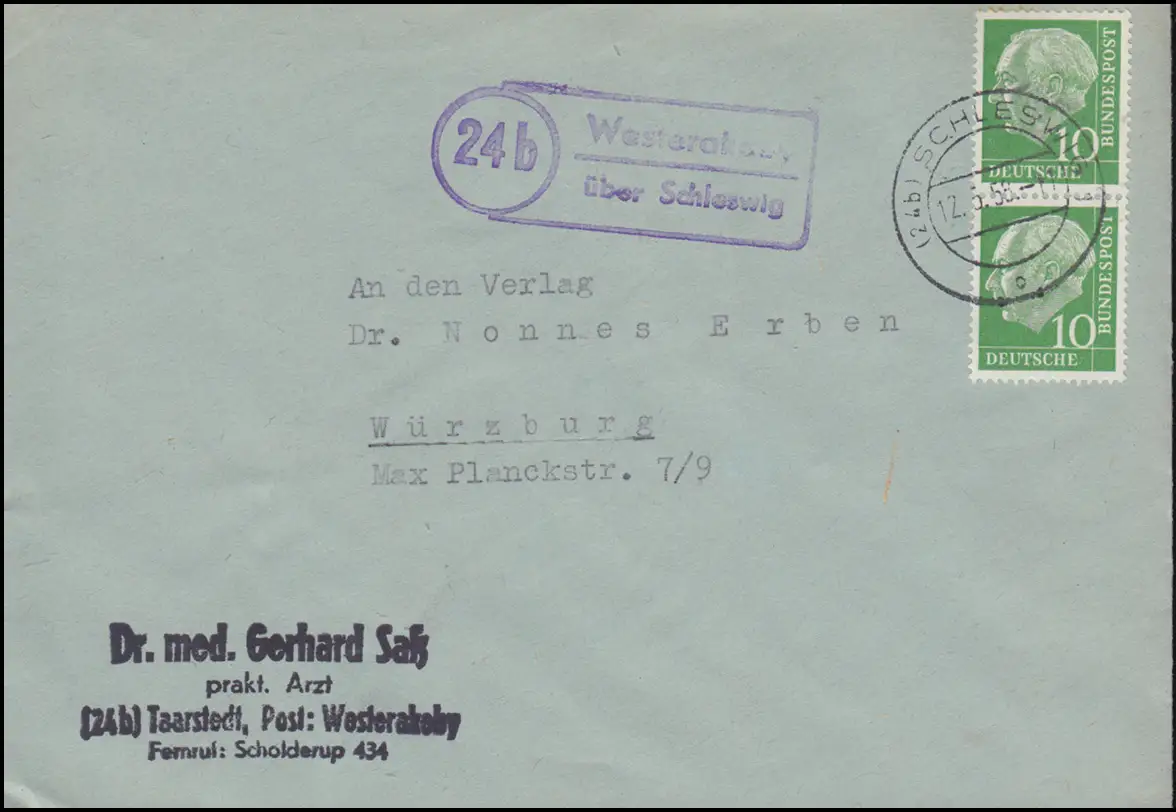 24b
Westerakeby
über Schleswig
10
DEUTSCHE
BUNDESPOST
(24b) SCHLESWIG
10
DEUTSCHE
BUNDESPOST
An den Verlag
Dr. Nonnes Erben
Würzburg
Max Planckstr. 7/9
Dr. med. Gerhard Saß
prakt. Arzt
(24b) Taarstedt, Post: Westerakeby
Fernruf: Scholderup 434